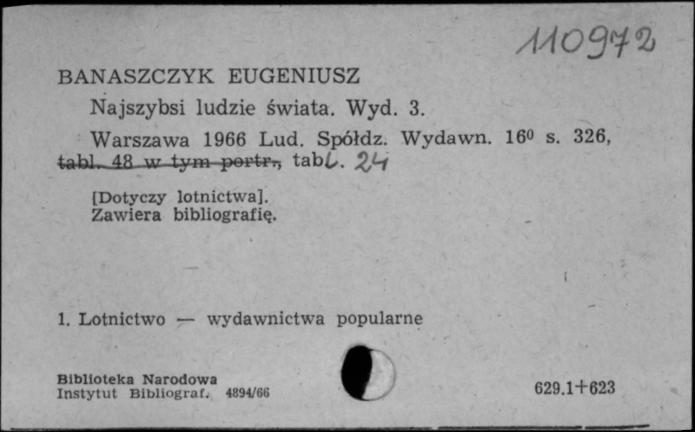 110972
BANASZCZYK EUGENIUSZ
Najszybsi ludzie świata. Wyd. 3.
Warszawa 1966 Lud. Spółdz. Wydawn. 16⁰ s. 326,
tabl. 48 w tym portr., tabl. 24
[Dotyczy lotnictwa].
Zawiera bibliografię.
1. Lotnictwo — wydawnictwa popularne
Biblioteka Narodowa
Instytut Bibliograf. 4894/66
629.1+623